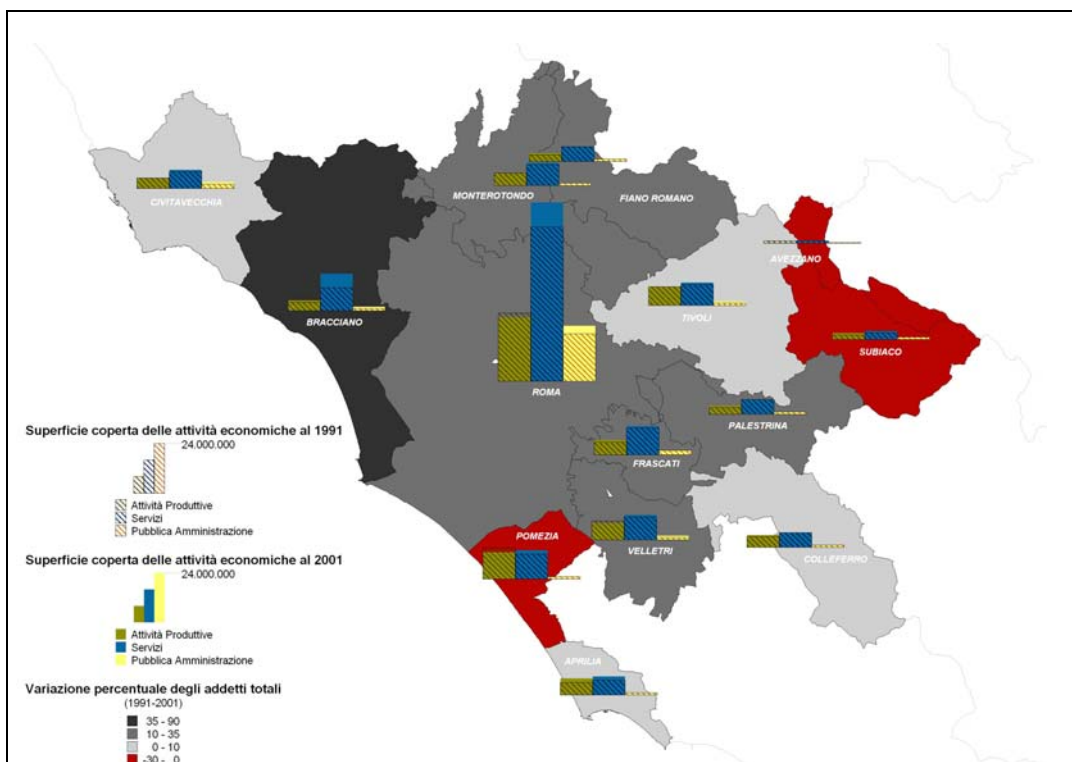 CIVITAVECCHIA
MONTEROTONDO
FIANO ROMANO
BRACCIANO
AVEZZANO
TIVOLI
SUBIACO
ROMA
PALESTRINA
FRASCATI
POMEZIA
VELLETRI
COLLEFERRO
APRILIA
Superficie coperta delle attività economiche al 1991
24.000.000
Attività Produttive
Servizi
Pubblica Amministrazione
Superficie coperta delle attività economiche al 2001
24.000.000
Attività Produttive
Servizi
Pubblica Amministrazione
Variazione percentuale degli addetti totali
(1991-2001)
35 - 90
10 - 35
0 - 10
-30 - 0